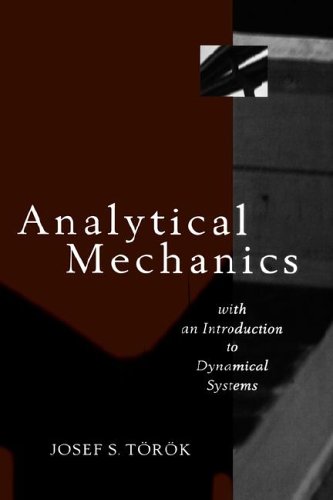 Analytical
Mechanics
with
an Introduction
to
Dynamical
Systems
JOSEF S. TÖRÖK